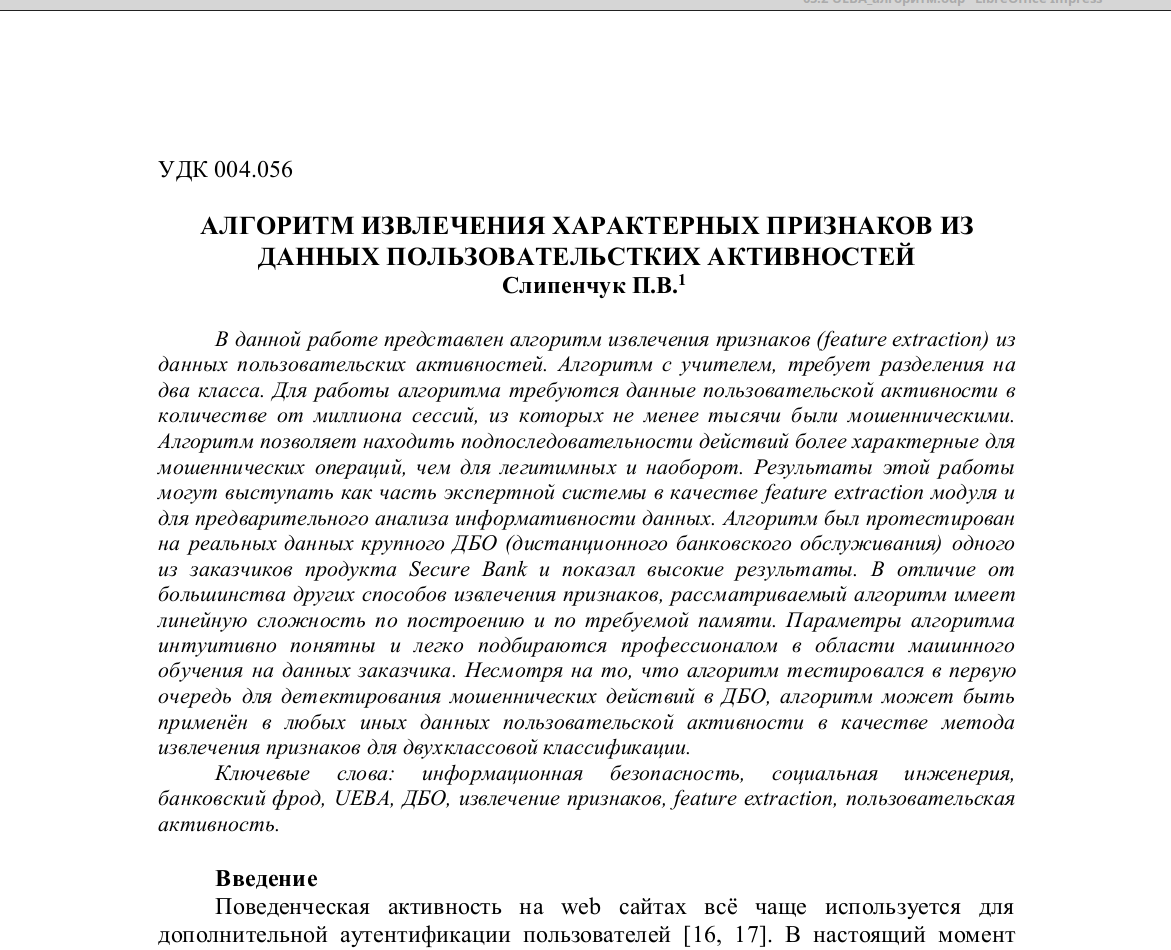 УДК 004.056
АЛГОРИТМ ИЗВЛЕЧЕНИЯ ХАРАКТЕРНЫХ ПРИЗНАКОВ ИЗ
ДАННЫХ ПОЛЬЗОВАТЕЛЬСТКИХ АКТИВНОСТЕЙ
Слипенчук П.В.¹
В данной работе представлен алгоритм извлечения признаков (feature extraction) из
данных пользовательских активностей. Алгоритм с учителем, требует разделения на
два класса. Для работы алгоритма требуются данные пользовательской активности в
количестве от миллиона сессий, из которых не менее тысячи были мошенническими.
Алгоритм позволяет находить подпоследовательности действий более характерные для
мошеннических операций, чем для легитимных и наоборот. Результаты этой работы
могут выступать как часть экспертной системы в качестве feature extraction модуля и
для предварительного анализа информативности данных. Алгоритм был протестирован
на реальных данных крупного ДБО (дистанционного банковского обслуживания) одного
из заказчиков продукта Secure Bank и показал высокие результаты. В отличие от
большинства других способов извлечения признаков, рассматриваемый алгоритм имеет
линейную сложность по построению и по требуемой памяти. Параметры алгоритма
интуитивно понятны и легко подбираются профессионалом в области машинного
обучения на данных заказчика. Несмотря на то, что алгоритм тестировался в первую
очередь для детектирования мошеннических действий в ДБО, алгоритм может быть
применён в любых иных данных пользовательской активности в качестве метода
извлечения признаков для двухклассовой классификации.
Ключевые слова: информационная безопасность, социальная инженерия,
банковский фрод, UEBA, ДБО, извлечение признаков, feature extraction, пользовательская
активность.
Введение
Поведенческая активность на web сайтах всё чаще используется для
дополнительной аутентификации пользователей [16, 17]. В настоящий момент